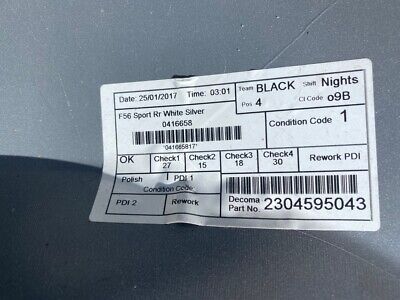 Date: 25/01/2017 Time: 03:01 Team BLACK Shift Nights
Pos 4 Cl Code o9B
F56 Sport Rr White Silver
0416658
Condition Code 1
*041665817*
OK Check1 27 Check2 15 Check3 18 Check4 30 Rework PDI
Polish PDI 1
Condition Code:
PDI 2 Rework
Decoma Part No. 2304595043